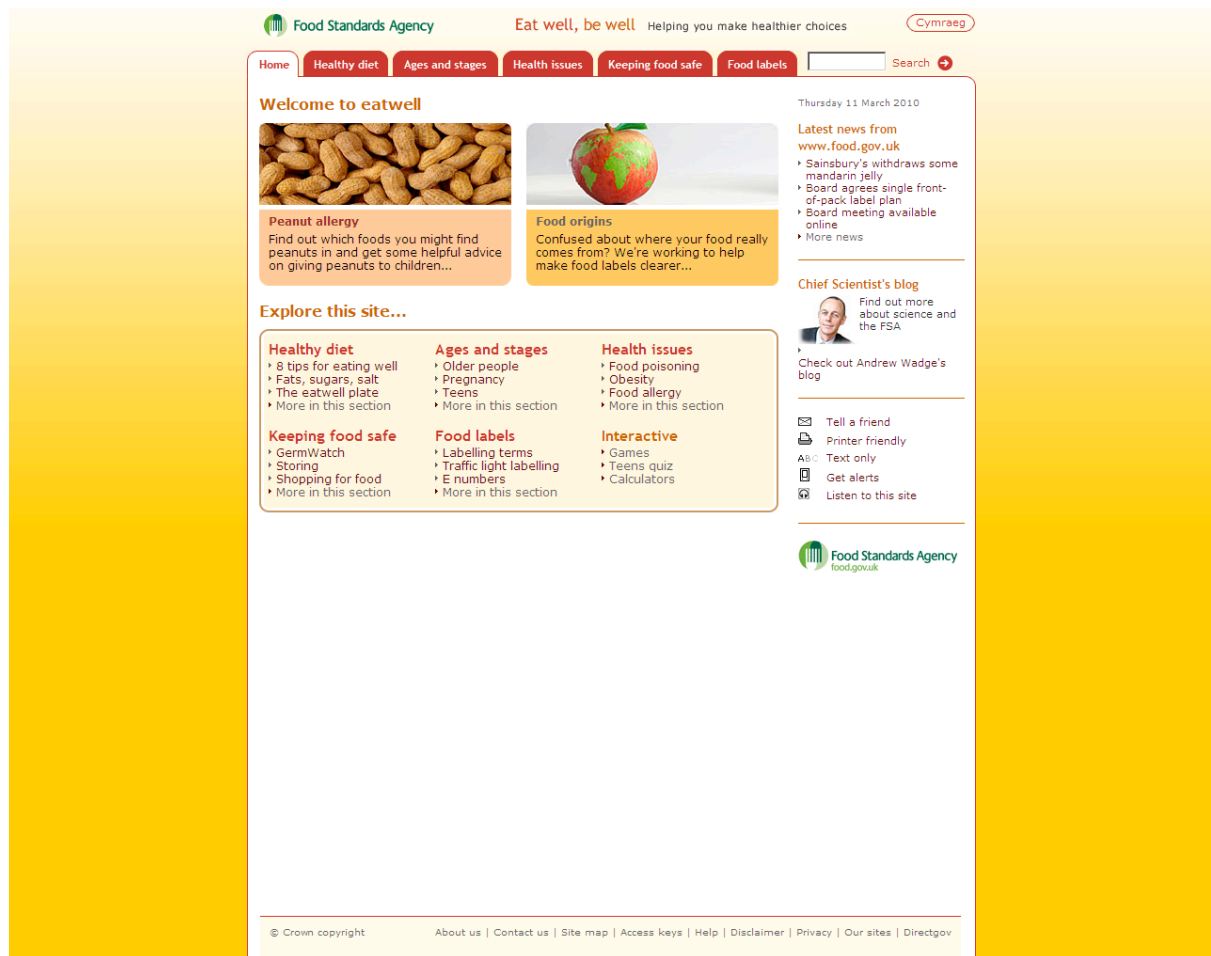 Food Standards Agency
Eat well, be well Helping you make healthier choices
Cymraeg
Home
Healthy diet
Ages and stages
Health issues
Keeping food safe
Food labels
Search
Welcome to eatwell
Peanut allergy
Find out which foods you might find
peanuts in and get some helpful advice
on giving peanuts to children...
Food origins
Confused about where your food really
comes from? We're working to help
make food labels clearer...
Explore this site...
Healthy diet
8 tips for eating well
Fats, sugars, salt
The eatwell plate
More in this section
Ages and stages
Older people
Pregnancy
Teens
More in this section
Health issues
Food poisoning
Obesity
Food allergy
More in this section
Keeping food safe
GermWatch
Storing
Shopping for food
More in this section
Food labels
Labelling terms
Traffic light labelling
E numbers
More in this section
Interactive
Games
Teens quiz
Calculators
Thursday 11 March 2010
Latest news from
www.food.gov.uk
Sainsbury's withdraws some
mandarin jelly
Board agrees single front-
of-pack label plan
Board meeting available
online
More news
Chief Scientist's blog
Find out more
about science and
the FSA
Check out Andrew Wadge's
blog
Tell a friend
Printer friendly
ABC Text only
Get alerts
Listen to this site
Food Standards Agency
food.gov.uk
© Crown copyright
About us | Contact us | Site map | Access keys | Help | Disclaimer | Privacy | Our sites | Directgov